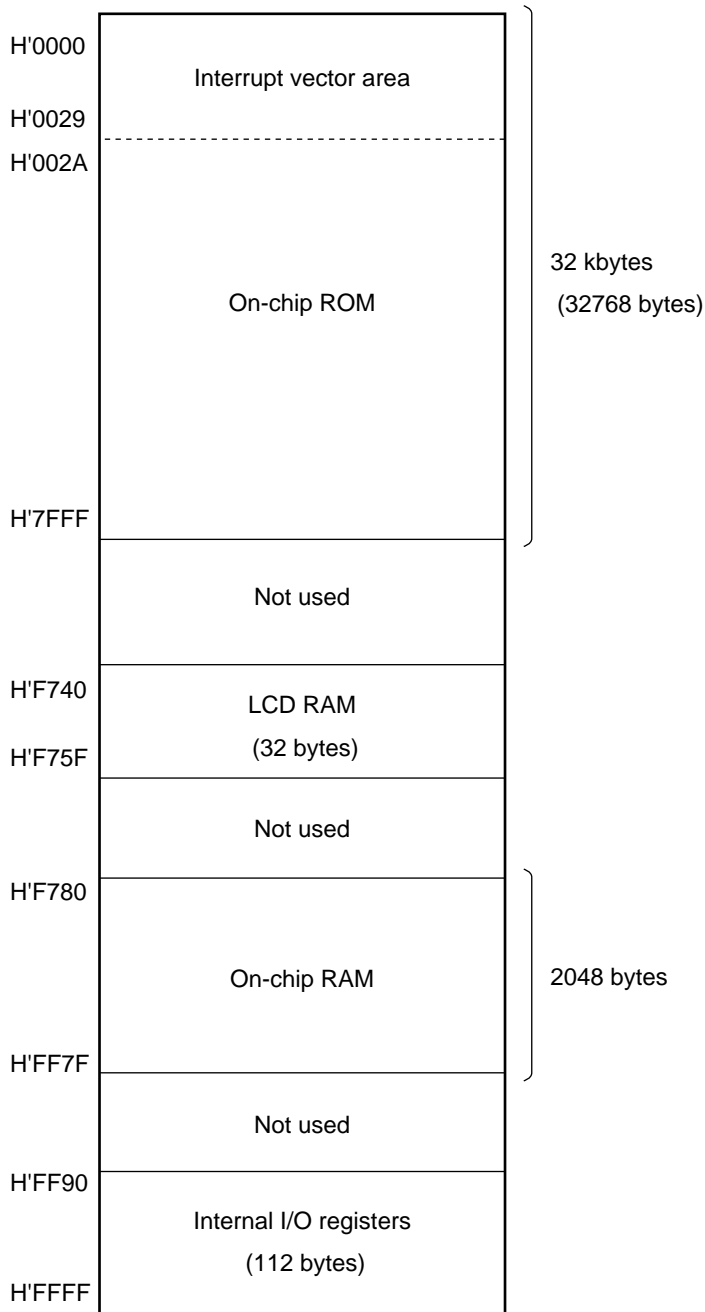 H'0000
Interrupt vector area
H'0029
H'002A
32 kbytes
On-chip ROM
(32768 bytes)
H'7FFF
Not used
H'F740
LCD RAM
(32 bytes)
H'F75F
Not used
H'F780
On-chip RAM
2048 bytes
H'FF7F
Not used
H'FF90
Internal I/O registers
(112 bytes)
H'FFFF